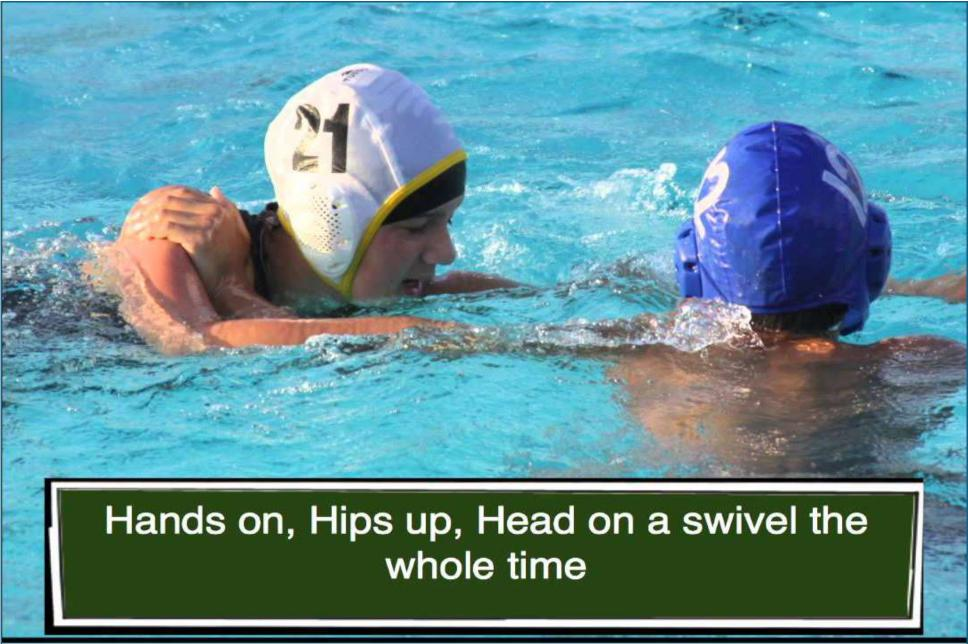 21
Hands on, Hips up, Head on a swivel the
whole time